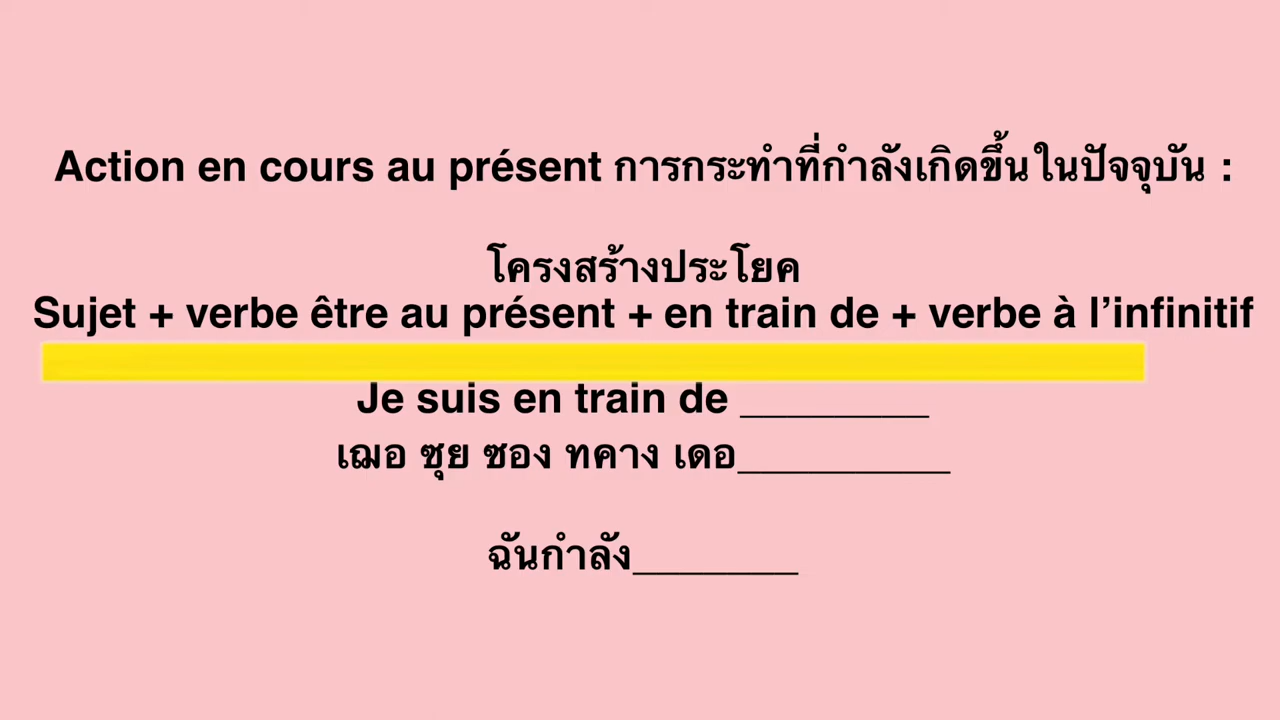 Action en cours au présent การกระทำที่กำลังเกิดขึ้นในปัจจุบัน :
โครงสร้างประโยค
Sujet + verbe être au présent + en train de + verbe à l’infinitif
Je suis en train de ________
เฌอ ซุย ซอง ทคาง เดอ_________
ฉันกำลัง_______